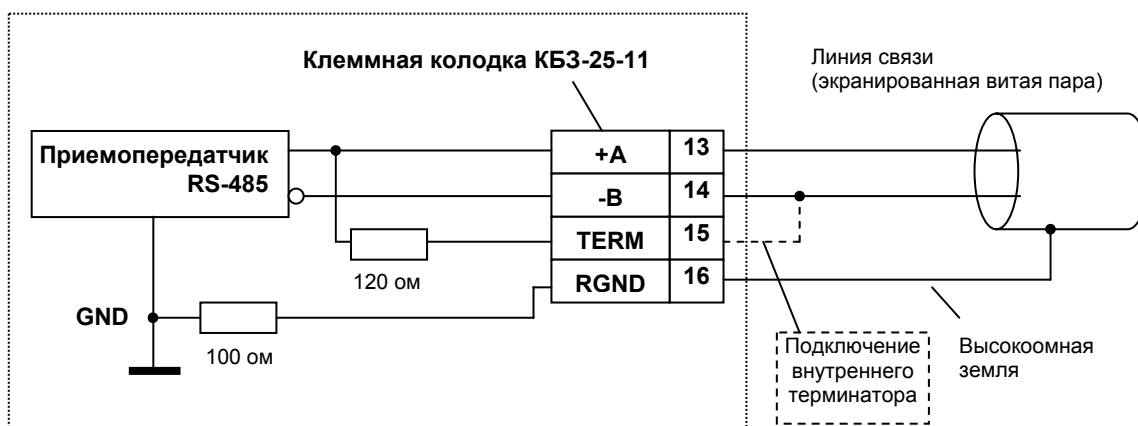 Клеммная колодка КБЗ-25-11
Линия связи
(экранированная витая пара)
Приемопередатчик
RS-485
+A
13
-B
14
TERM
15
RGND
16
120 ом
GND
100 ом
Подключение
внутреннего
терминатора
Высокоомная
земля